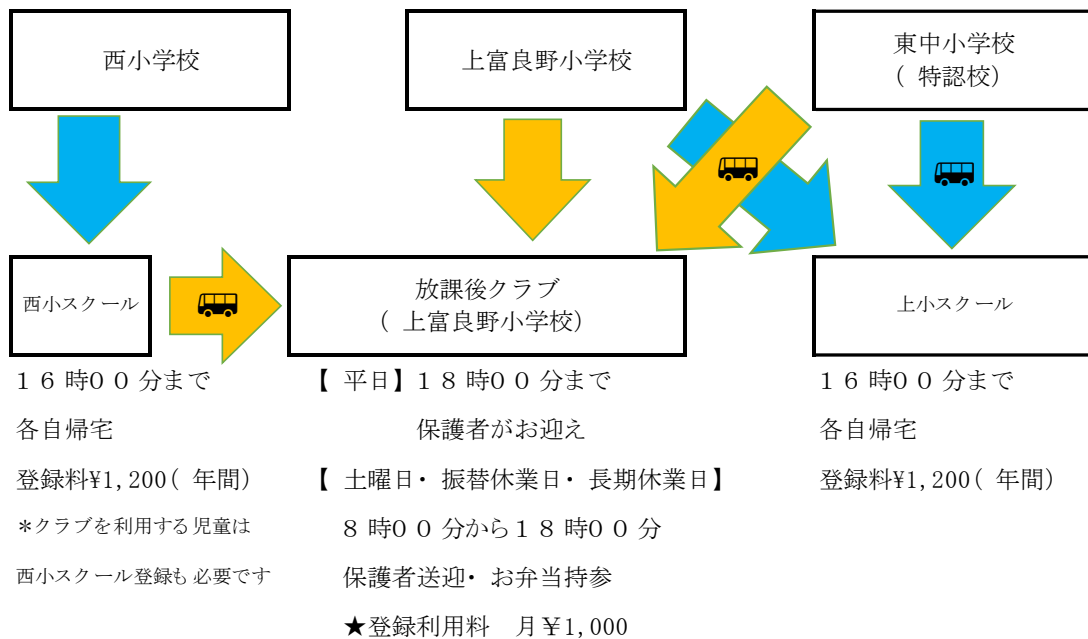 西小学校
上富良野小学校
東中小学校
( 特認校)
西小スクール
放課後クラブ
( 上富良野小学校)
上小スクール
16時00分まで
各自帰宅
登録料¥1,200( 年間)
*クラブを利用する児童は
西小スクール登録も必要です
【 平日】18時00分まで
保護者がお迎え
【 土曜日・振替休業日・長期休業日】
8時00分から18時00分
保護者送迎・お弁当持参
★登録利用料　月￥1,000
16時00分まで
各自帰宅
登録料¥1,200( 年間)